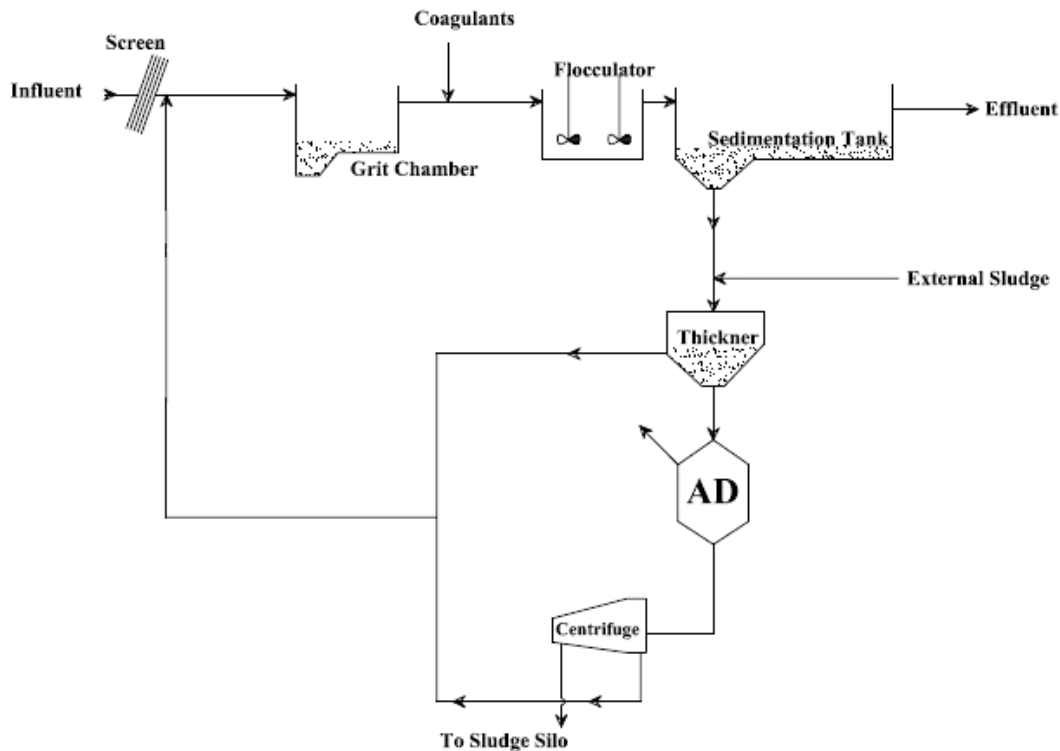 Coagulants
Screen
Influent
Flocculator
Effluent
Sedimentation Tank
Grit Chamber
External Sludge
Thickner
AD
Centrifuge
To Sludge Silo